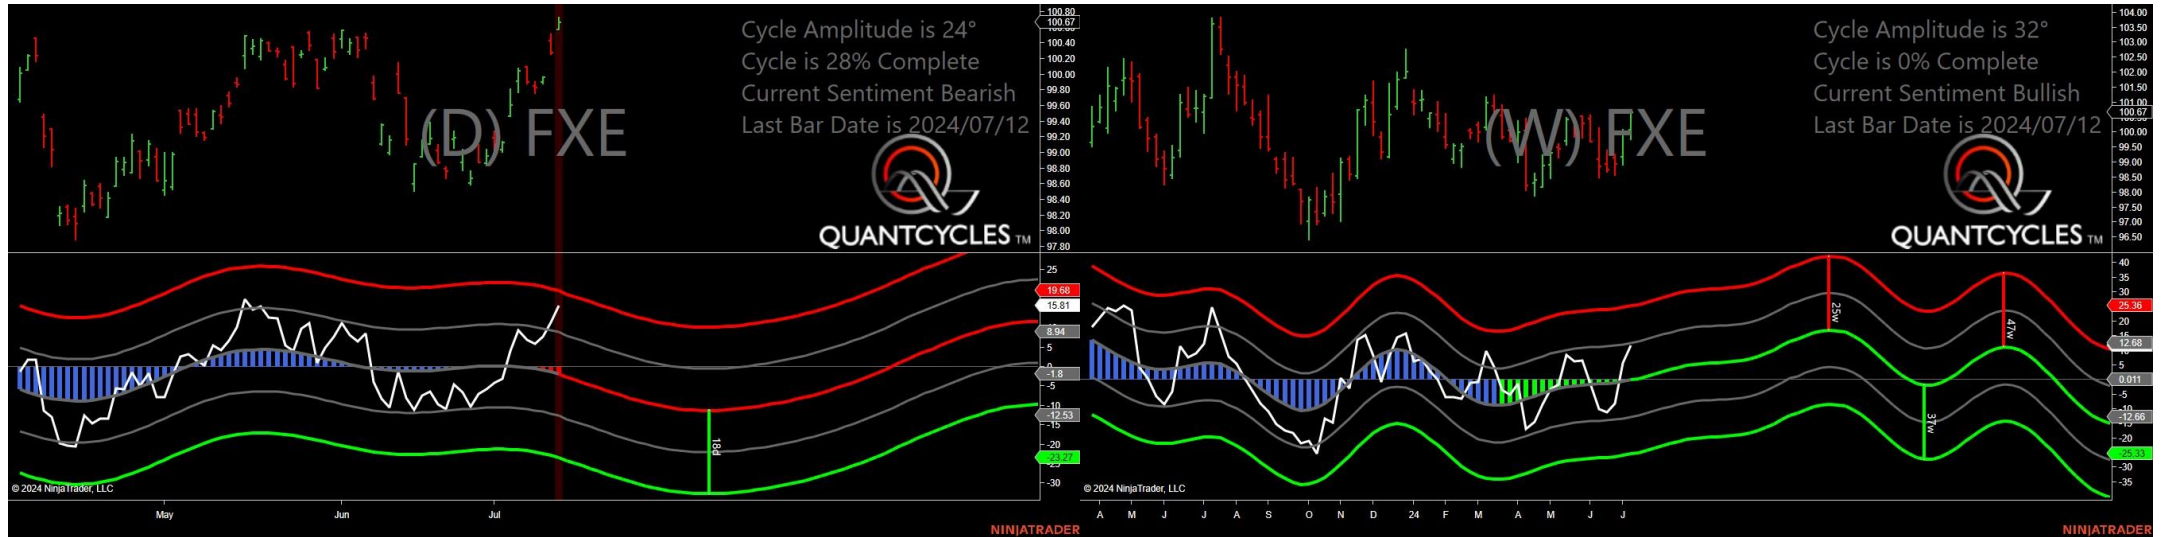 Cycle Amplitude is 24°
Cycle is 28% Complete
Current Sentiment Bearish
Last Bar Date is 2024/07/12
(D) FXE
QUANTCYCLES TM
100.80
100.67
100.40
100.20
100.00
99.80
99.60
99.40
99.20
99.00
98.80
98.60
98.40
98.20
98.00
97.80
25
19.68
15.81
8.94
5
-1.8
-5
-10
-12.53
-15
-20
-23.27
-30
18d
© 2024 NinjaTrader, LLC
May
Jun
Jul
NINJATRADER
Cycle Amplitude is 32°
Cycle is 0% Complete
Current Sentiment Bullish
Last Bar Date is 2024/07/12
(W) FXE
QUANTCYCLES TM
104.00
103.50
103.00
102.50
102.00
101.50
101.00
100.67
100.00
99.50
99.00
98.50
98.00
97.50
97.00
96.50
40
35
30
25.36
20
15
12.68
5
0.011
-5
-12.66
-20
-25.33
-30
-35
25w
37w
47w
© 2024 NinjaTrader, LLC
A M J J A S O N D 24 F M A M J J
NINJATRADER